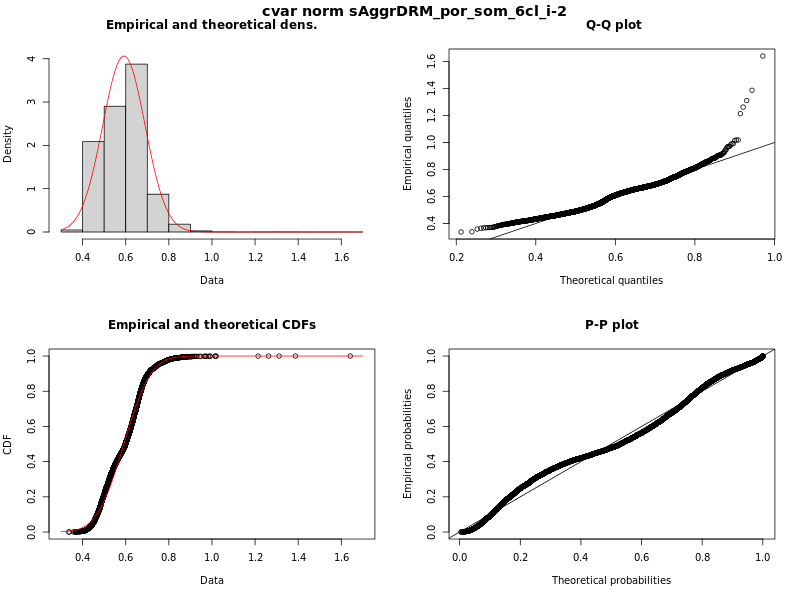 cvar norm sAggrDRM_por_som_6cl_i-2
Empirical and theoretical dens.
Density
0 1 2 3 4
0.4 0.6 0.8 1.0 1.2 1.4 1.6
Data
Q-Q plot
Empirical quantiles
0.4 0.6 0.8 1.0 1.2 1.4 1.6
0.2 0.4 0.6 0.8 1.0
Theoretical quantiles
Empirical and theoretical CDFs
CDF
0.0 0.2 0.4 0.6 0.8 1.0
0.4 0.6 0.8 1.0 1.2 1.4 1.6
Data
P-P plot
Empirical probabilities
0.0 0.2 0.4 0.6 0.8 1.0
0.0 0.2 0.4 0.6 0.8 1.0
Theoretical probabilities